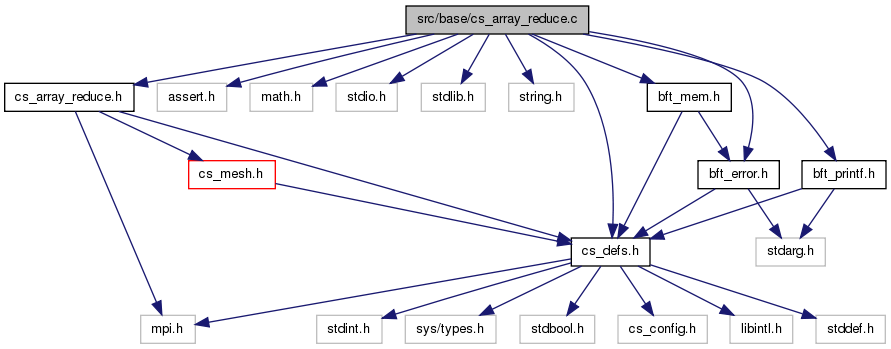 src/base/cs_array_reduce.c
cs_array_reduce.h
assert.h
math.h
stdio.h
stdlib.h
string.h
bft_mem.h
cs_mesh.h
bft_error.h
bft_printf.h
cs_defs.h
stdarg.h
mpi.h
stdint.h
sys/types.h
stdbool.h
cs_config.h
libintl.h
stddef.h